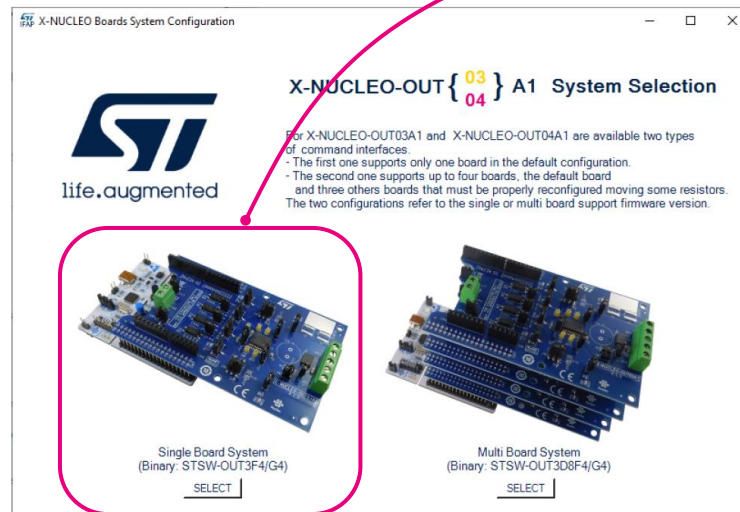 X-NUCLEO Boards System Configuration
X-NUCLEO-OUT { 03 04 } A1 System Selection
life.augmented
For X-NUCLEO-OUT03A1 and X-NUCLEO-OUT04A1 are available two types
of command interfaces.
- The first one supports only one board in the default configuration.
- The second one supports up to four boards, the default board
and three others boards that must be properly reconfigured moving some resistors.
The two configurations refer to the single or multi board support firmware version.
Single Board System
(Binary: STSW-OUT3F4/G4)
SELECT
Multi Board System
(Binary: STSW-OUT3D8F4/G4)
SELECT